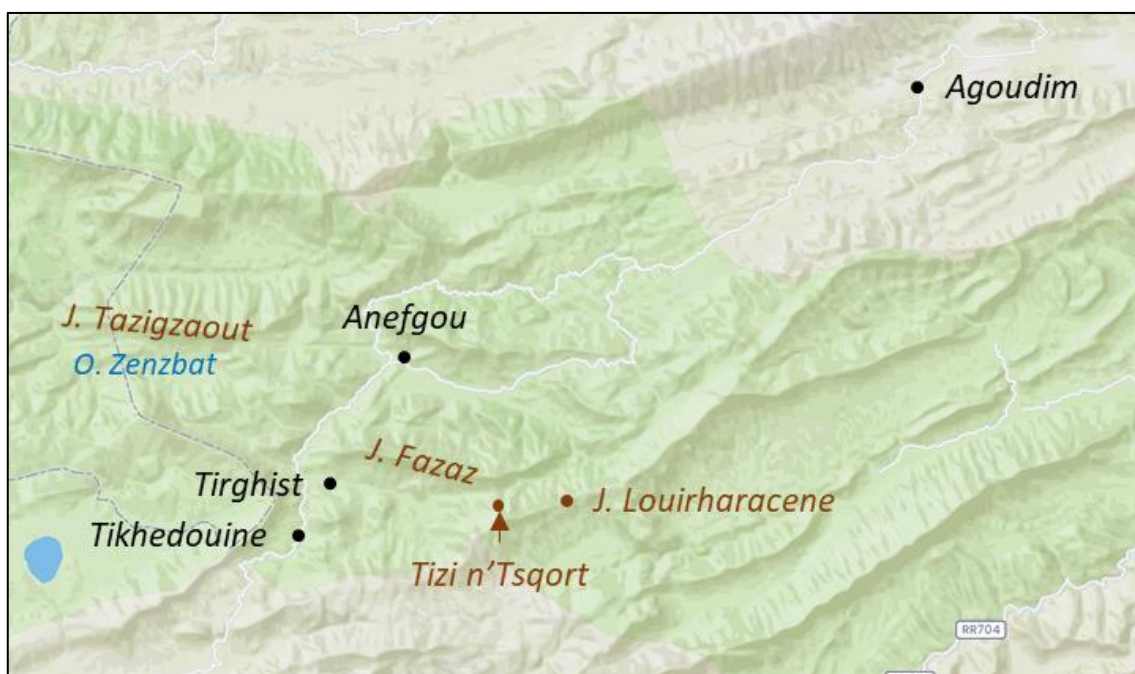 Agoudim
J. Tazigzaout
Anefgou
O. Zenzbat
J. Fazaz
Tirghist
J. Louirharacene
Tikhedouine
Tizi n'Tsqort
RR704